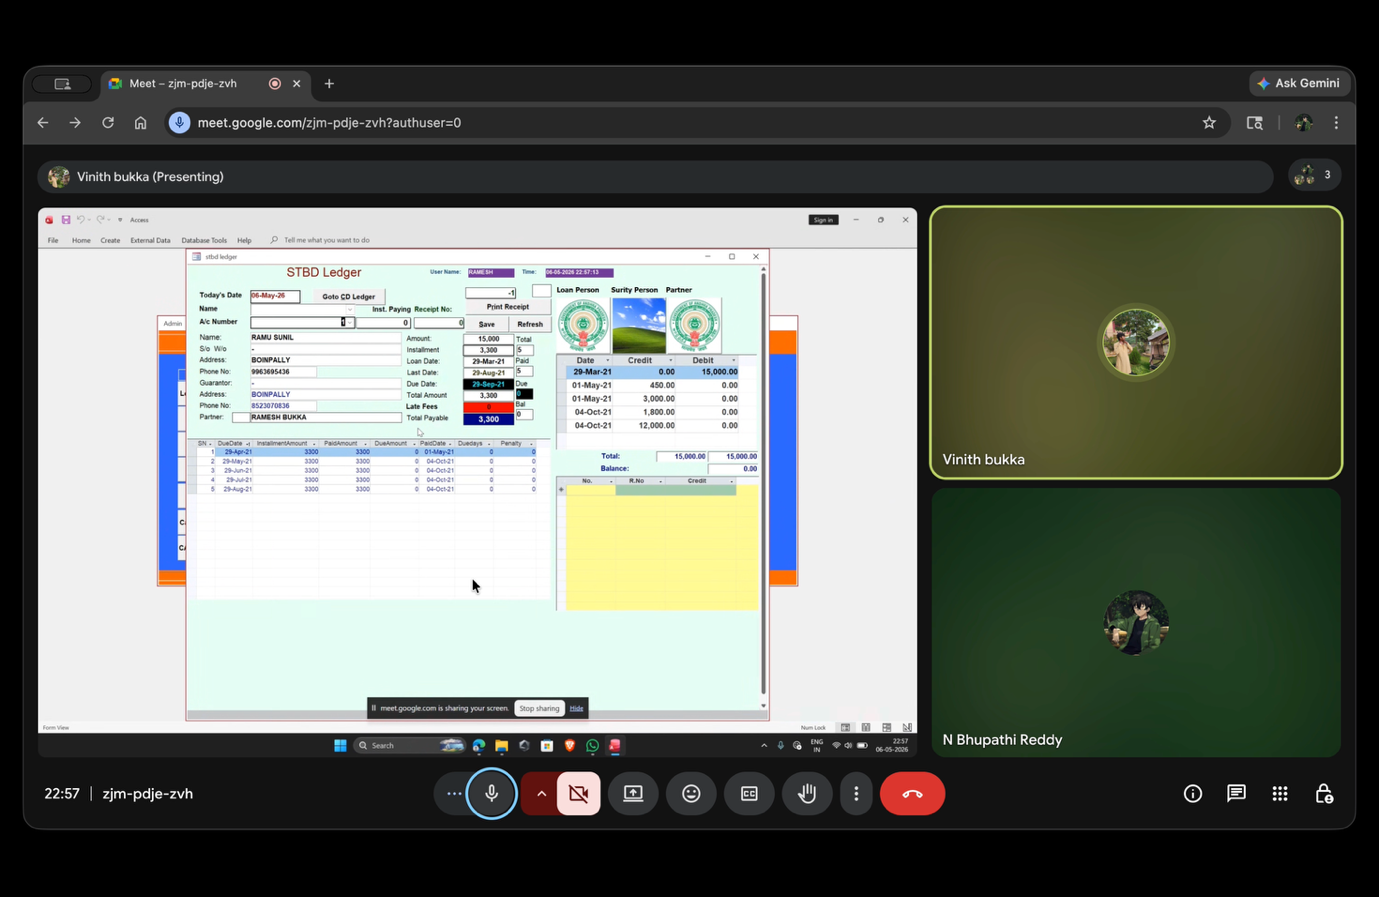 Meet – zjm-pdje-zvh
Ask Gemini
meet.google.com/zjm-pdje-zvh?authuser=0
Vinith bukka (Presenting)
3
Access
Sign in
File Home Create External Data Database Tools Help Tell me what you want to do
stbd ledger
Admin
STBD Ledger
User Name: RAMESH Time: 06-05-2026 22:57:13
Today's Date 06-May-26 Goto CD Ledger -1
Loan Person Surity Person Partner
Name Inst. Paying Receipt No: Print Receipt
A/c Number 1 0 0 Save Refresh
Name: RAMU SUNIL Amount: 15,000 Total
S/o W/o - Installment 3,300 5
Address: BOINPALLY Loan Date: 29-Mar-21 Paid
Phone No: 9963695436 Last Date: 29-Aug-21 5
Guarantor: - Due Date: 29-Sep-21 Due
Address: BOINPALLY Total Amount 3,300 0
Phone No: 8523070836 Late Fees 0 Bal
Partner: RAMESH BUKKA Total Payable 3,300 0
Date Credit Debit
29-Mar-21 0.00 15,000.00
01-May-21 450.00 0.00
01-May-21 3,000.00 0.00
04-Oct-21 1,800.00 0.00
04-Oct-21 12,000.00 0.00
Total: 15,000.00 15,000.00
Balance: 0.00
SN DueDate InstallmentAmount PaidAmount DueAmount PaidDate Duedays Penalty
1 29-Apr-21 3300 3300 0 01-May-21 0 0
2 29-May-21 3300 3300 0 04-Oct-21 0 0
3 29-Jun-21 3300 3300 0 04-Oct-21 0 0
4 29-Jul-21 3300 3300 0 04-Oct-21 0 0
5 29-Aug-21 3300 3300 0 04-Oct-21 0 0
No. R.No Credit
meet.google.com is sharing your screen. Stop sharing Hide
Form View
Num Lock
Search
ENG
IN
22:57
06-05-2026
Vinith bukka
N Bhupathi Reddy
22:57 | zjm-pdje-zvh